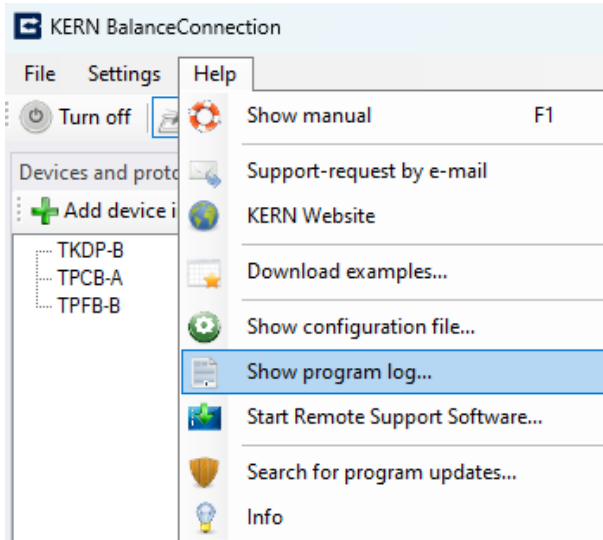 KERN BalanceConnection
File Settings Help
Turn off
Show manual F1
Devices and proto
Support-request by e-mail
Add device i
KERN Website
TKDP-B
TPCB-A
TPFB-B
Download examples...
Show configuration file...
Show program log...
Start Remote Support Software...
Search for program updates...
Info